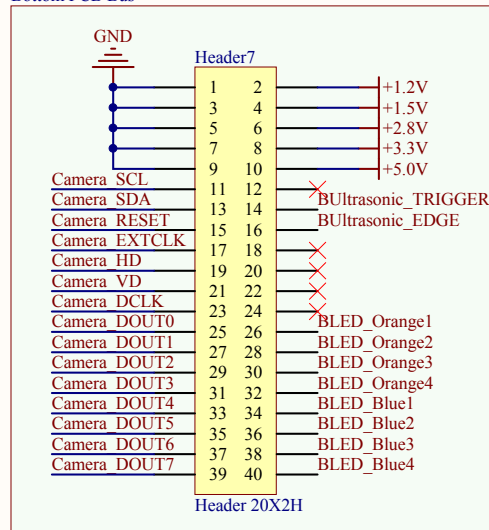 GND
Header7
1 2 +1.2V
3 4 +1.5V
5 6 +2.8V
7 8 +3.3V
9 10 +5.0V
Camera_SCL 11 12
Camera_SDA 13 14 BUltrasonic_TRIGGER
Camera_RESET 15 16 BUltrasonic_EDGE
Camera_EXTCLK 17 18
Camera_HD 19 20
Camera_VD 21 22
Camera_DCLK 23 24
Camera_DOUT0 25 26 BLED_Orange1
Camera_DOUT1 27 28 BLED_Orange2
Camera_DOUT2 29 30 BLED_Orange3
Camera_DOUT3 31 32 BLED_Orange4
Camera_DOUT4 33 34 BLED_Blue1
Camera_DOUT5 35 36 BLED_Blue2
Camera_DOUT6 37 38 BLED_Blue3
Camera_DOUT7 39 40 BLED_Blue4
Header 20X2H